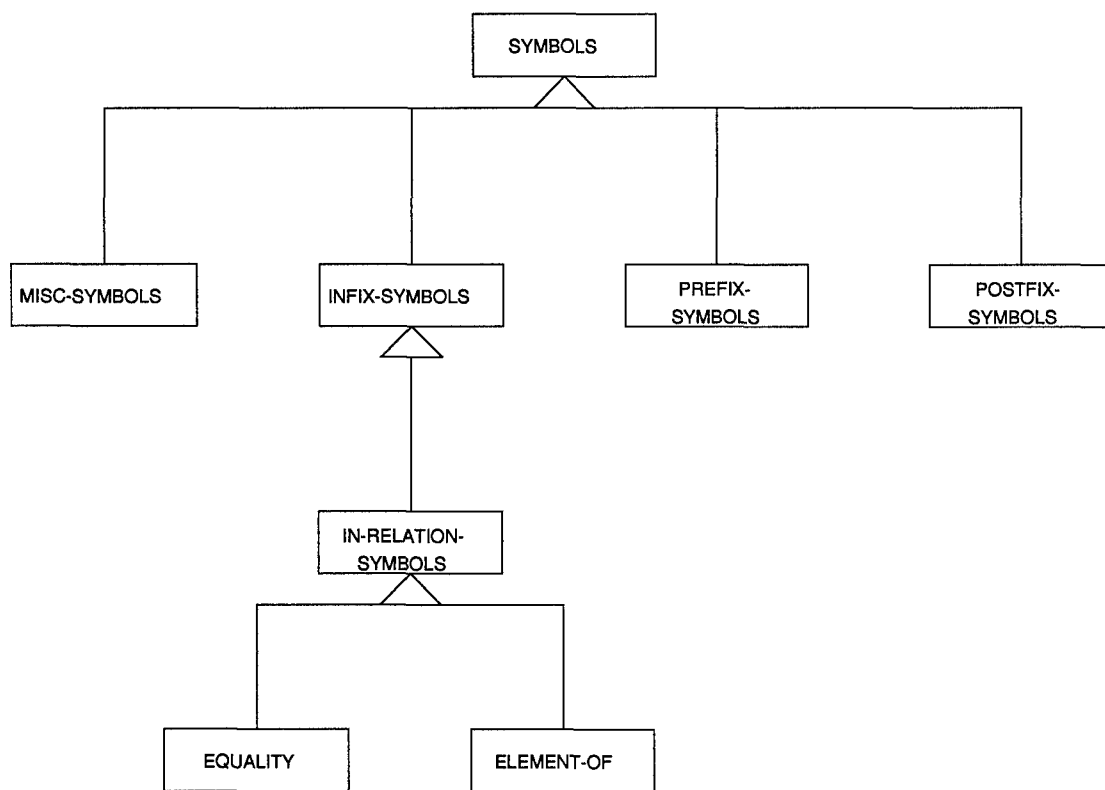 SYMBOLS
MISC-SYMBOLS
INFIX-SYMBOLS
PREFIX-
SYMBOLS
POSTFIX-
SYMBOLS
IN-RELATION-
SYMBOLS
EQUALITY
ELEMENT-OF